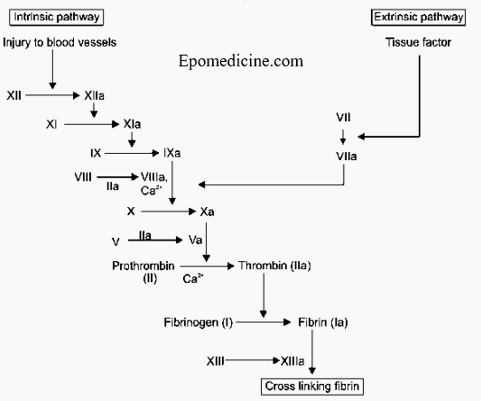 Intrinsic pathway
Extrinsic pathway
Injury to blood vessels
Tissue factor
Epomedicine.com
XII XIIa
XI XIa
VII
IX IXa
VIIa
VIII IIa VIIIa,
Ca²⁺
X Xa
V IIa Va
Prothrombin Thrombin (IIa)
(II) Ca²⁺
Fibrinogen (I) Fibrin (Ia)
XIII XIIIa
Cross linking fibrin